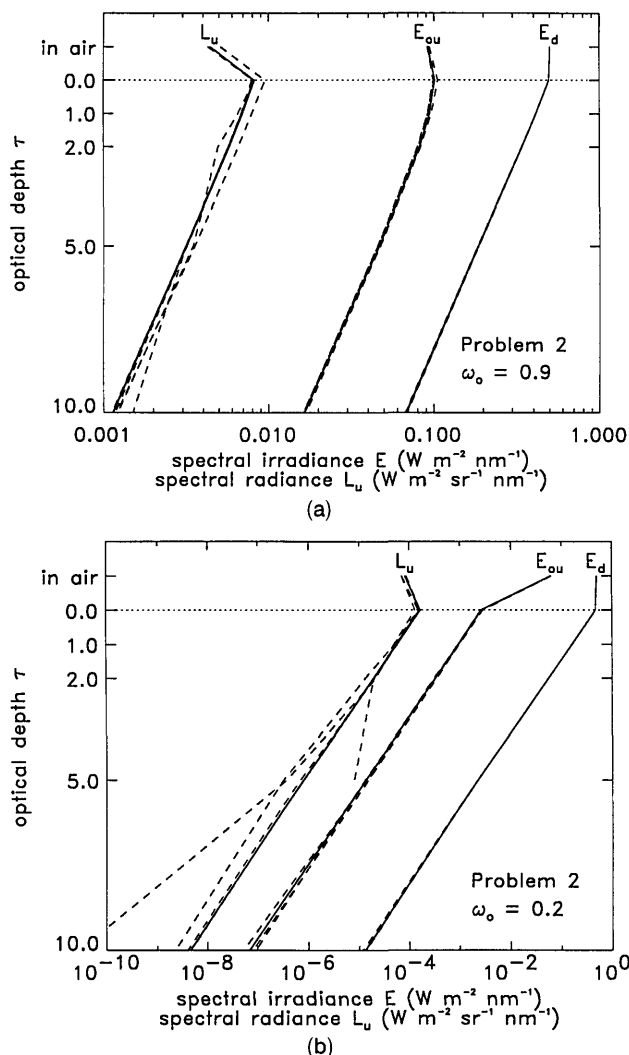 L_u E_ou E_d
in air
0.0
1.0
2.0
5.0
10.0
optical depth τ
Problem 2
ω_o = 0.9
0.001 0.010 0.100 1.000
spectral irradiance E (W m⁻² nm⁻¹)
spectral radiance L_u (W m⁻² sr⁻¹ nm⁻¹)
(a)
L_u E_ou E_d
in air
0.0
1.0
2.0
5.0
10.0
optical depth τ
Problem 2
ω_o = 0.2
10⁻¹⁰ 10⁻⁸ 10⁻⁶ 10⁻⁴ 10⁻² 10⁰
spectral irradiance E (W m⁻² nm⁻¹)
spectral radiance L_u (W m⁻² sr⁻¹ nm⁻¹)
(b)